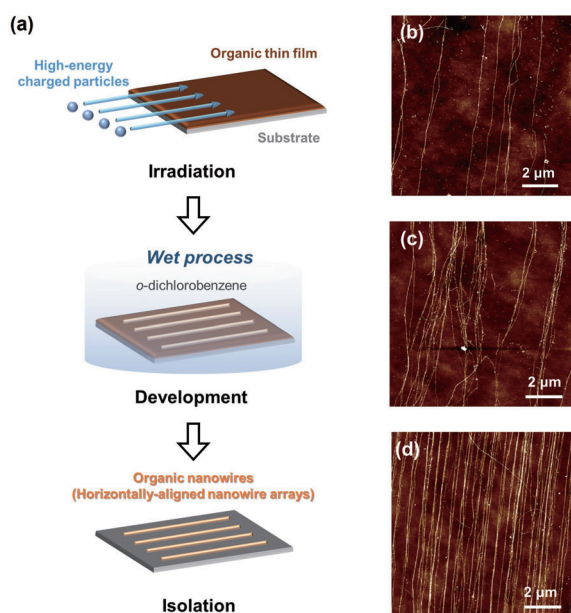 (a)
High-energy
charged particles
Organic thin film
Substrate
Irradiation
Wet process
o-dichlorobenzene
Development
Organic nanowires
(Horizontally-aligned nanowire arrays)
Isolation
(b)
2 μm
(c)
2 μm
(d)
2 μm